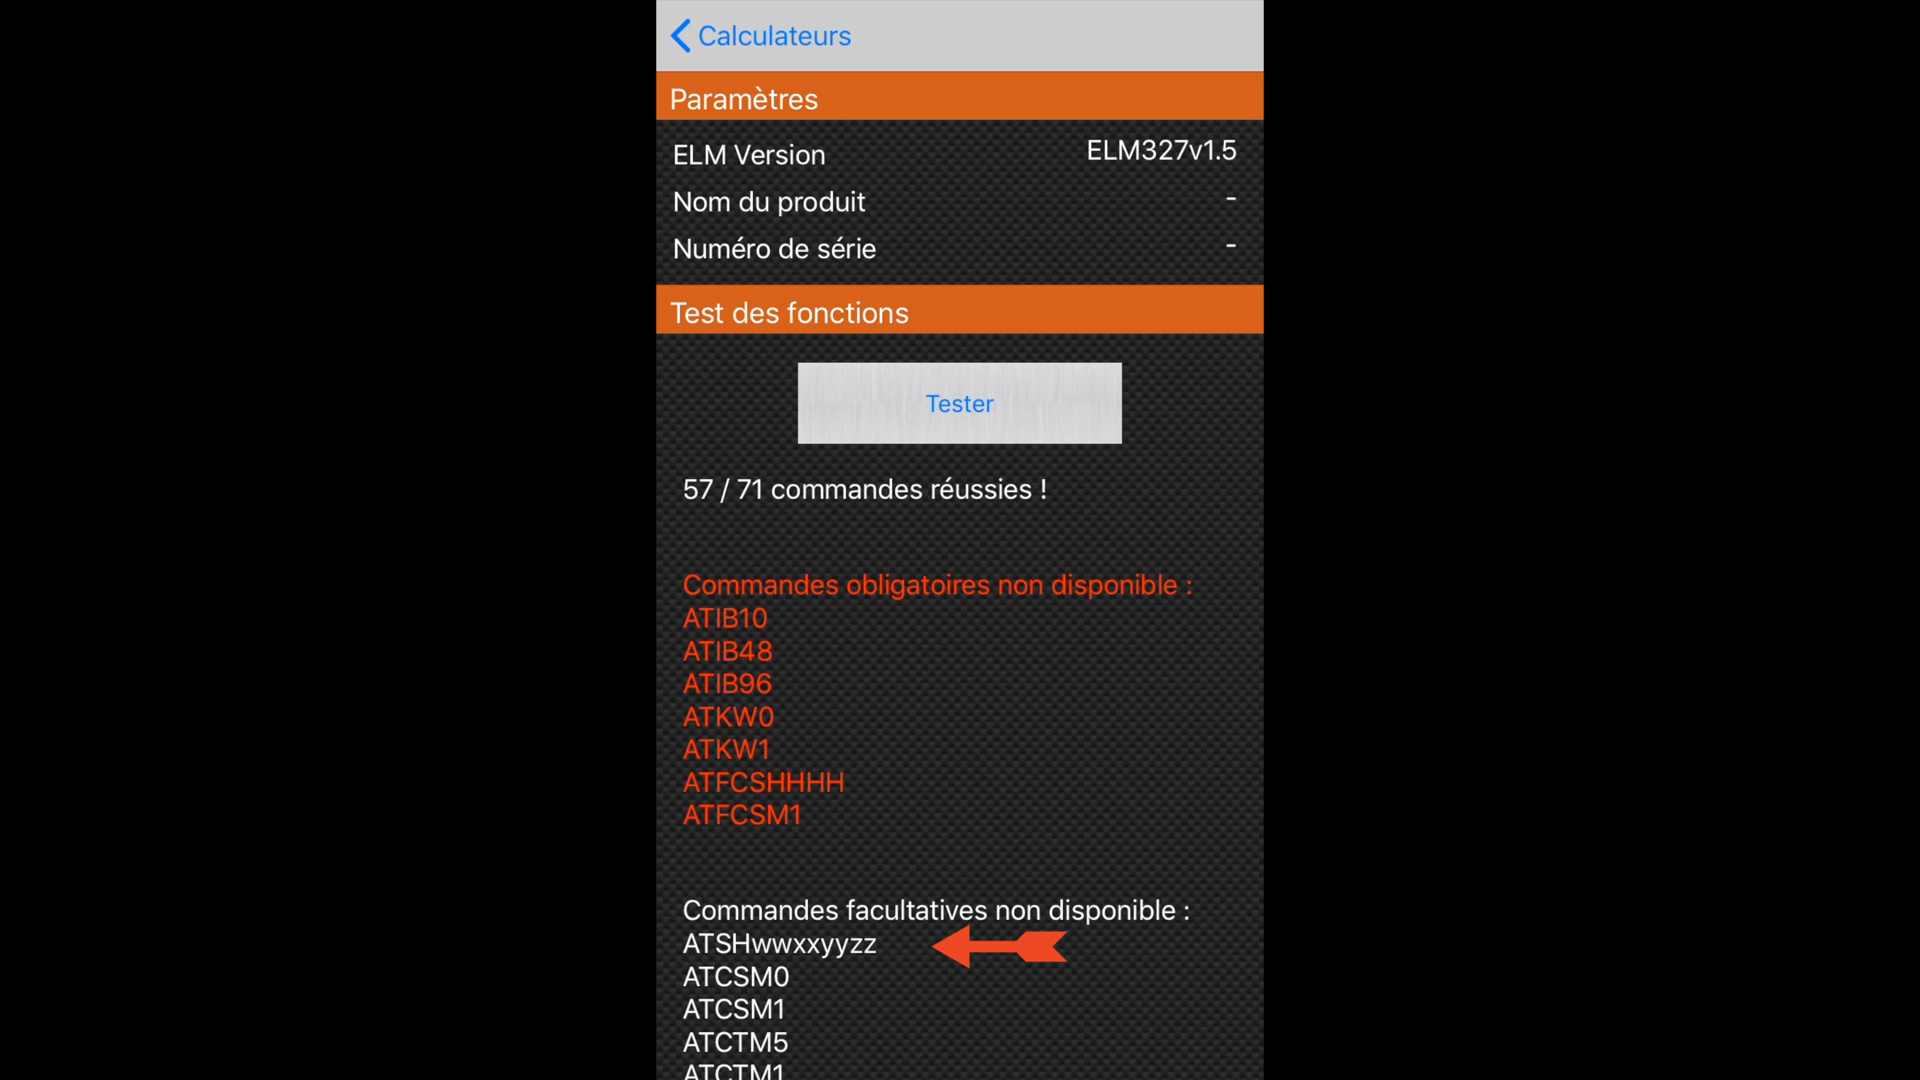 Calculateurs
Paramètres
ELM Version ELM327v1.5
Nom du produit -
Numéro de série -
Test des fonctions
Tester
57 / 71 commandes réussies !
Commandes obligatoires non disponible :
ATIB10
ATIB48
ATIB96
ATKW0
ATKW1
ATFCSHHHH
ATFCSM1
Commandes facultatives non disponible :
ATSHwwxxyyzz
ATCSM0
ATCSM1
ATCTM5
ATCTM1